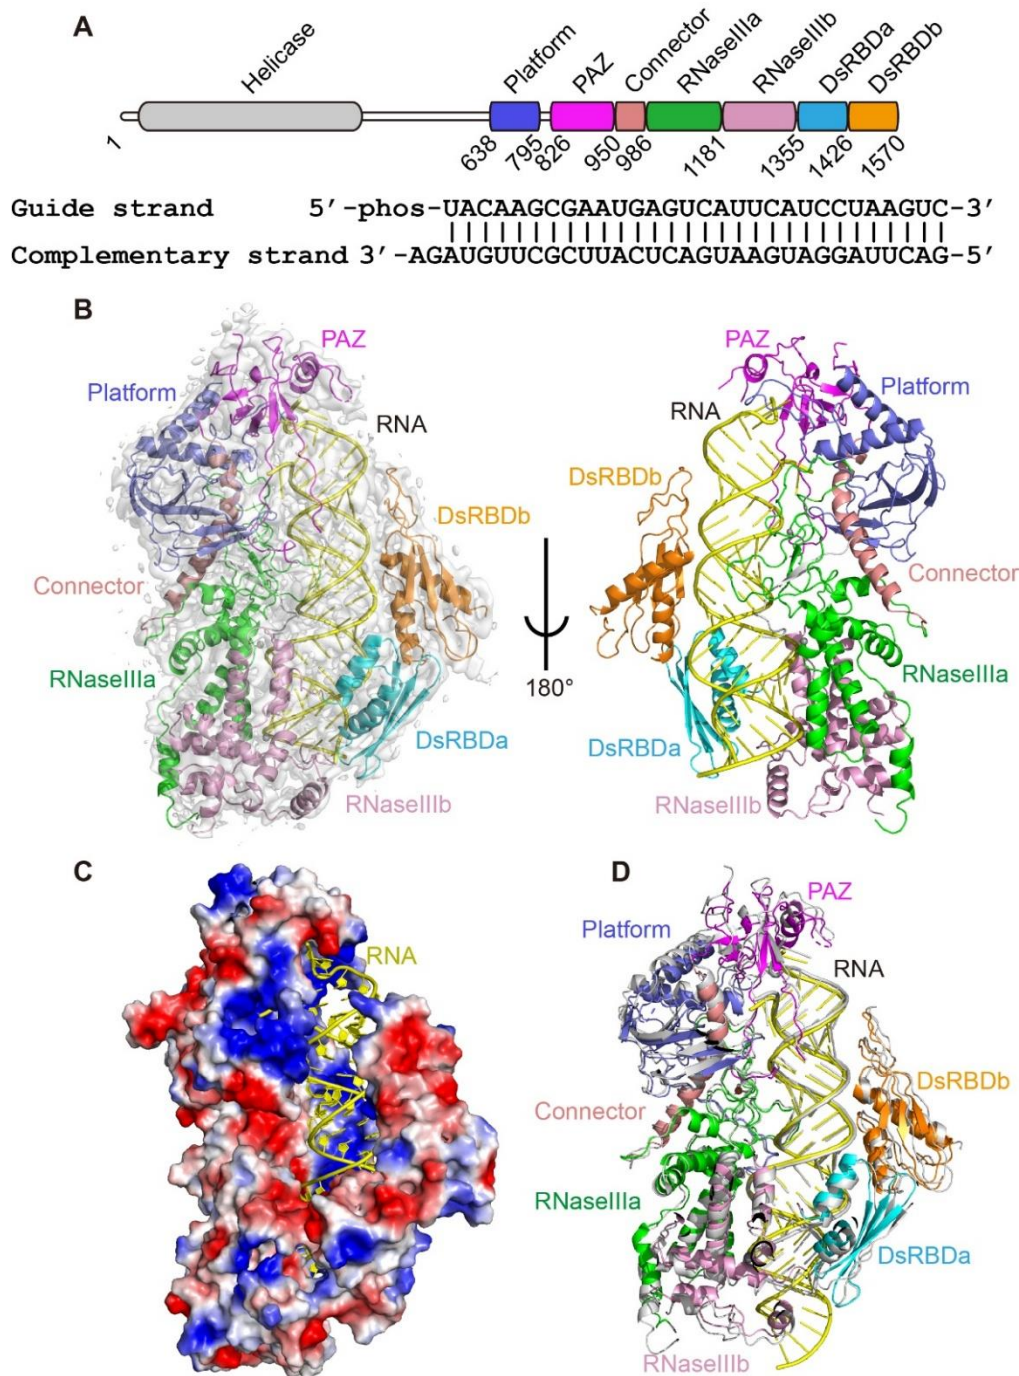 A
Helicase
Platform
PAZ
Connector
RNaseIIIa
RNaseIIIb
DsRBDa
DsRBDb
1
638
795
826
950
986
1181
1355
1426
1570
Guide strand 5′-phos-UACAAGCGAAUGAGUCAUUCAUCCUAAGUC-3′
Complementary strand 3′-AGAUGUUCGCUUACUCAGUAAGUAGGAUUCAG-5′
B
PAZ
Platform
RNA
DsRBDb
Connector
RNaseIIIa
DsRBDa
RNaseIIIb
180°
PAZ
Platform
RNA
DsRBDb
Connector
RNaseIIIa
DsRBDa
RNaseIIIb
C
RNA
D
PAZ
Platform
RNA
DsRBDb
Connector
RNaseIIIa
DsRBDa
RNaseIIIb